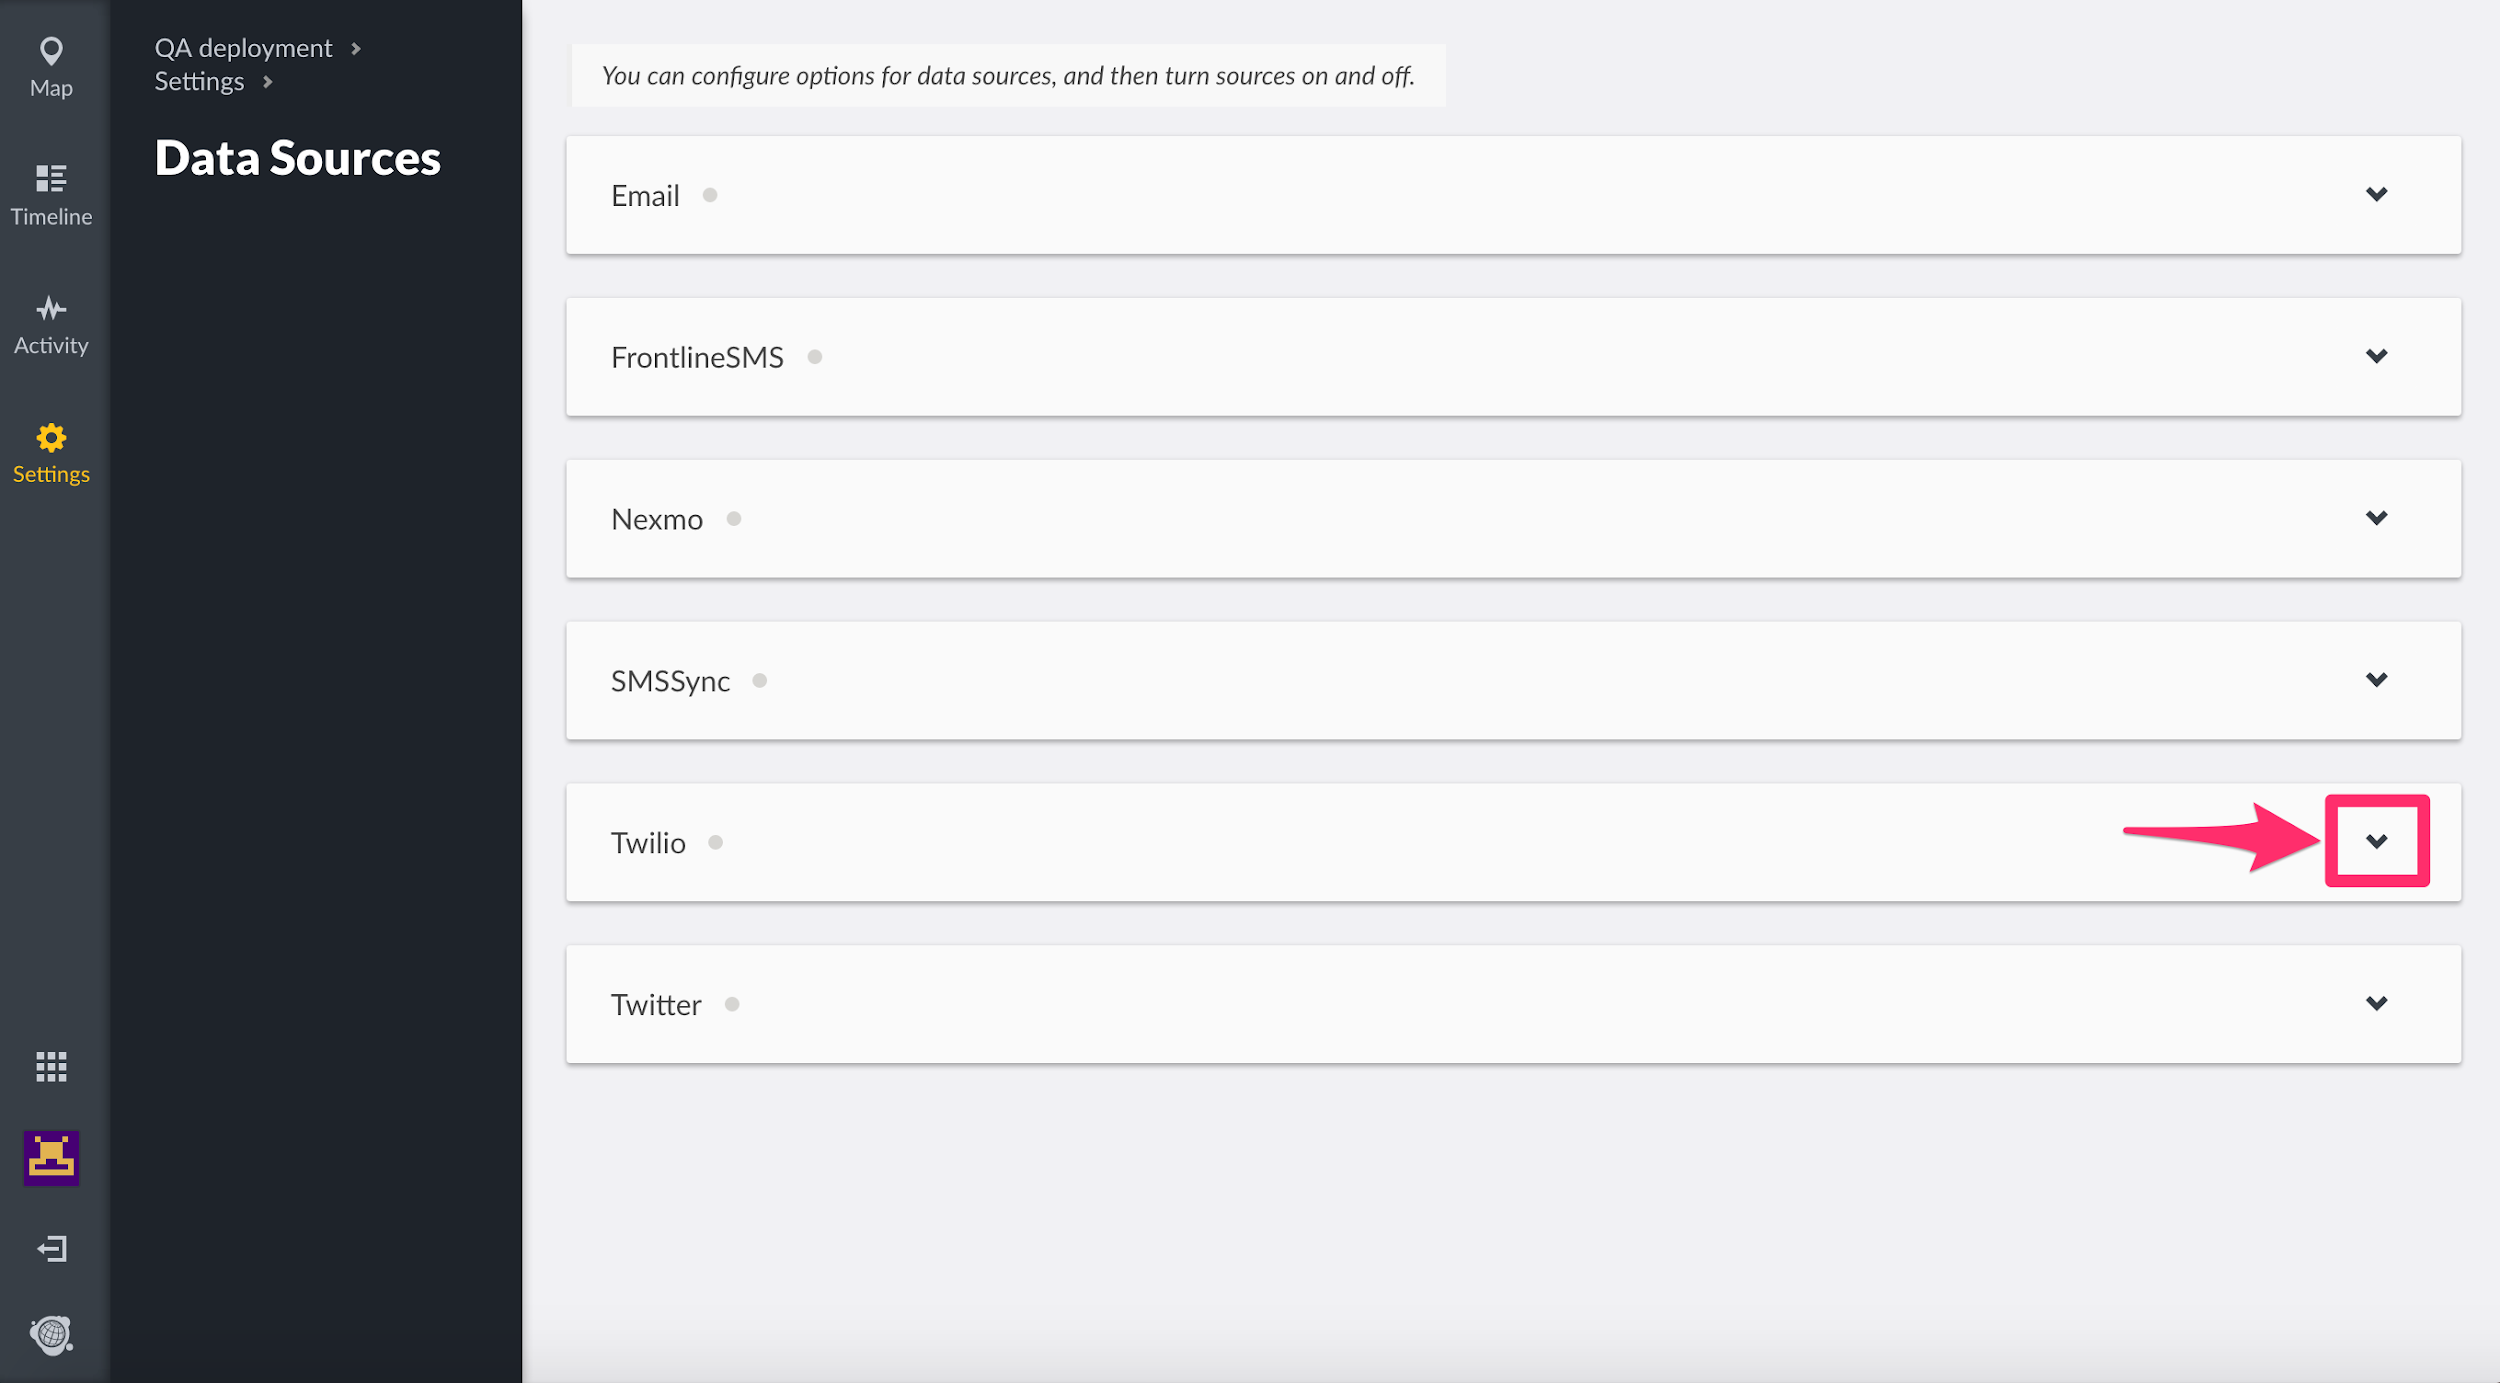 Map
Timeline
Activity
Settings
QA deployment
Settings
Data Sources
You can configure options for data sources, and then turn sources on and off.
Email
FrontlineSMS
Nexmo
SMSSync
Twilio
Twitter